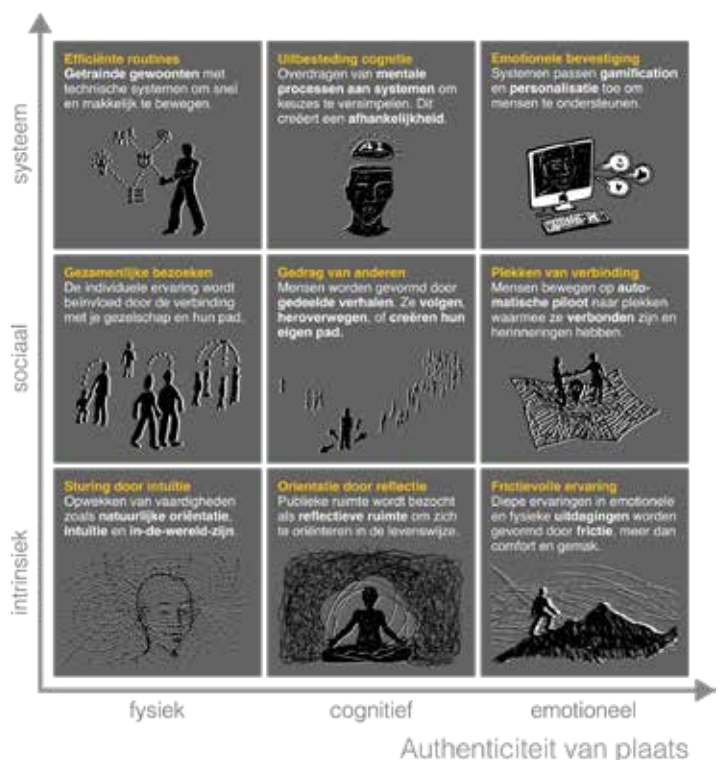 systeem
Efficiënte routines
Getrainde gewoonten met
technische systemen om snel
en makkelijk te bewegen.
Uitbesteding cognitie
Overdragen van mentale
processen aan systemen om
keuzes te versimpelen. Dit
creëert een afhankelijkheid.
Emotionele bevestiging
Systemen passen gamification
en personalisatie toe om
mensen te ondersteunen.
sociaal
Gezamenlijke bezoeken
De individuele ervaring wordt
beïnvloed door de verbinding
met je gezelschap en hun pad.
Gedrag van anderen
Mensen worden gevormd door
gedeelde verhalen. Ze volgen,
heroverwegen, of creëren hun
eigen pad.
Plekken van verbinding
Mensen bewegen op auto-
matische piloot naar plekken
waarmee ze verbonden zijn en
herinneringen hebben.
intrinsiek
Sturing door intuïtie
Opwekken van vaardigheden
zoals natuurlijke oriëntatie,
intuïtie en in-de-wereld-zijn
Orientatie door reflectie
Publieke ruimte wordt bezocht
als reflectieve ruimte om zich
te oriënteren in de levenswijze.
Frictievolle ervaring
Diepe ervaringen in emotionele
en fysieke uitdagingen worden
gevormd door frictie, meer dan
comfort en gemak.
fysiek
cognitief
emotioneel
Authenticiteit van plaats